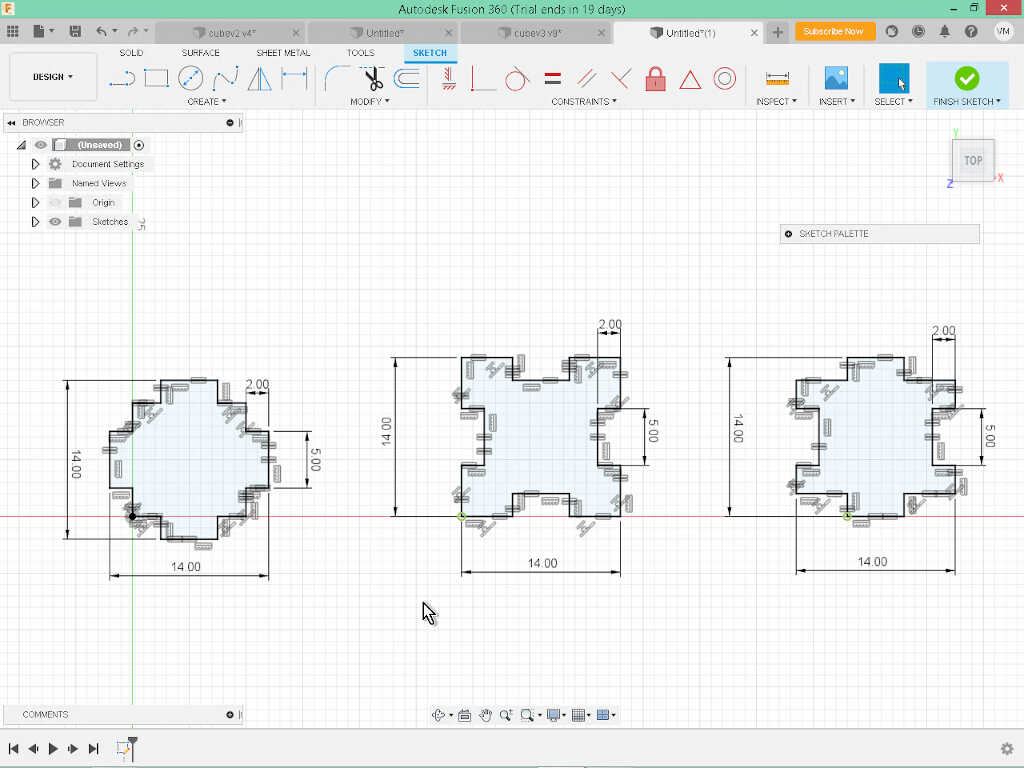 Autodesk Fusion 360 (Trial ends in 19 days)
cubev2 v4*
Untitled*
cubev3 v9*
Untitled*(1)
Subscribe Now
VM
SOLID
SURFACE
SHEET METAL
TOOLS
SKETCH
DESIGN
CREATE
MODIFY
CONSTRAINTS
INSPECT
INSERT
SELECT
FINISH SKETCH
BROWSER
(Unsaved)
Document Settings
Named Views
Origin
Sketches
25
Y
TOP
X
Z
SKETCH PALETTE
2.00
14.00
5.00
14.00
2.00
14.00
5.00
14.00
2.00
14.00
5.00
14.00
COMMENTS